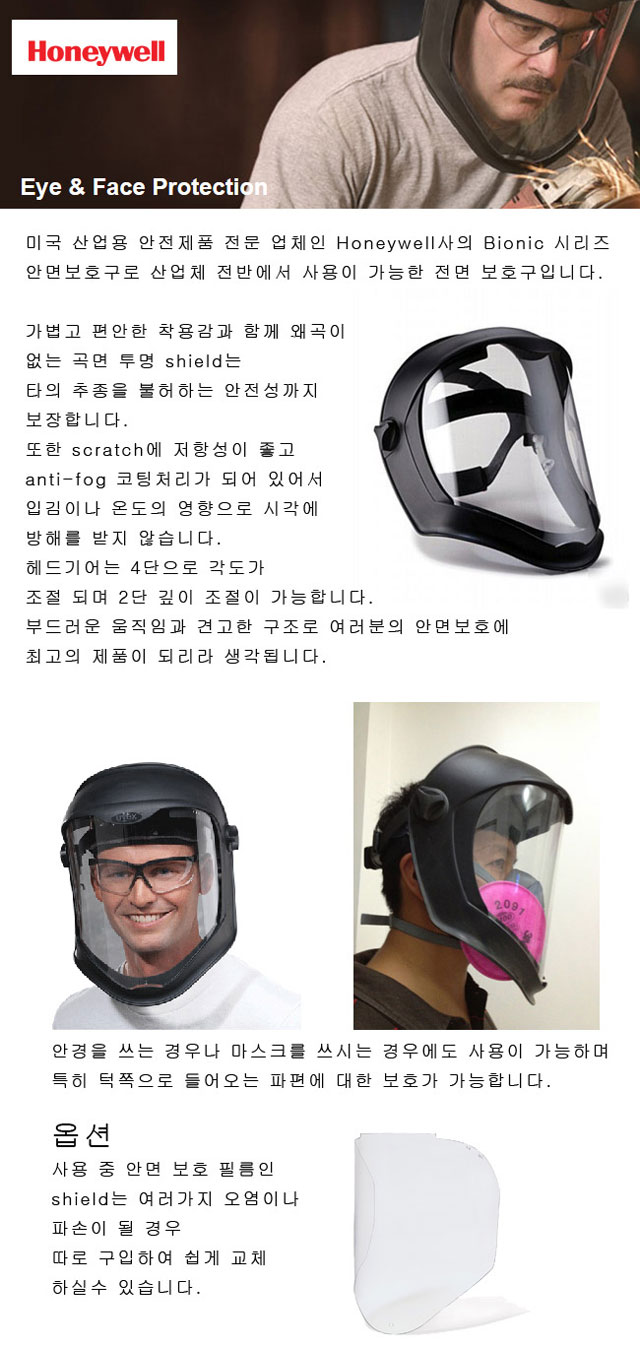 Honeywell
Eye & Face Protection
미국 산업용 안전제품 전문 업체인 Honeywell사의 Bionic 시리즈
안면보호구로 산업체 전반에서 사용이 가능한 전면 보호구입니다.
가볍고 편안한 착용감과 함께 왜곡이
없는 곡면 투명 shield는
타의 추종을 불허하는 안전성까지
보장합니다.
또한 scratch에 저항성이 좋고
anti-fog 코팅처리가 되어 있어서
입김이나 온도의 영향으로 시각에
방해를 받지 않습니다.
헤드기어는 4단으로 각도가
조절 되며 2단 깊이 조절이 가능합니다.
부드러운 움직임과 견고한 구조로 여러분의 안면보호에
최고의 제품이 되리라 생각됩니다.
uvex
2091
안경을 쓰는 경우나 마스크를 쓰시는 경우에도 사용이 가능하며
특히 턱쪽으로 들어오는 파편에 대한 보호가 가능합니다.
옵션
사용 중 안면 보호 필름인
shield는 여러가지 오염이나
파손이 될 경우
따로 구입하여 쉽게 교체
하실수 있습니다.